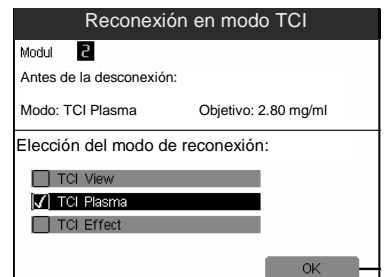 Reconexión en modo TCI
Modul 2
Antes de la desconexión:
Modo: TCI Plasma Objetivo: 2.80 mg/ml
Elección del modo de reconexión:
TCI View
TCI Plasma
TCI Effect
OK